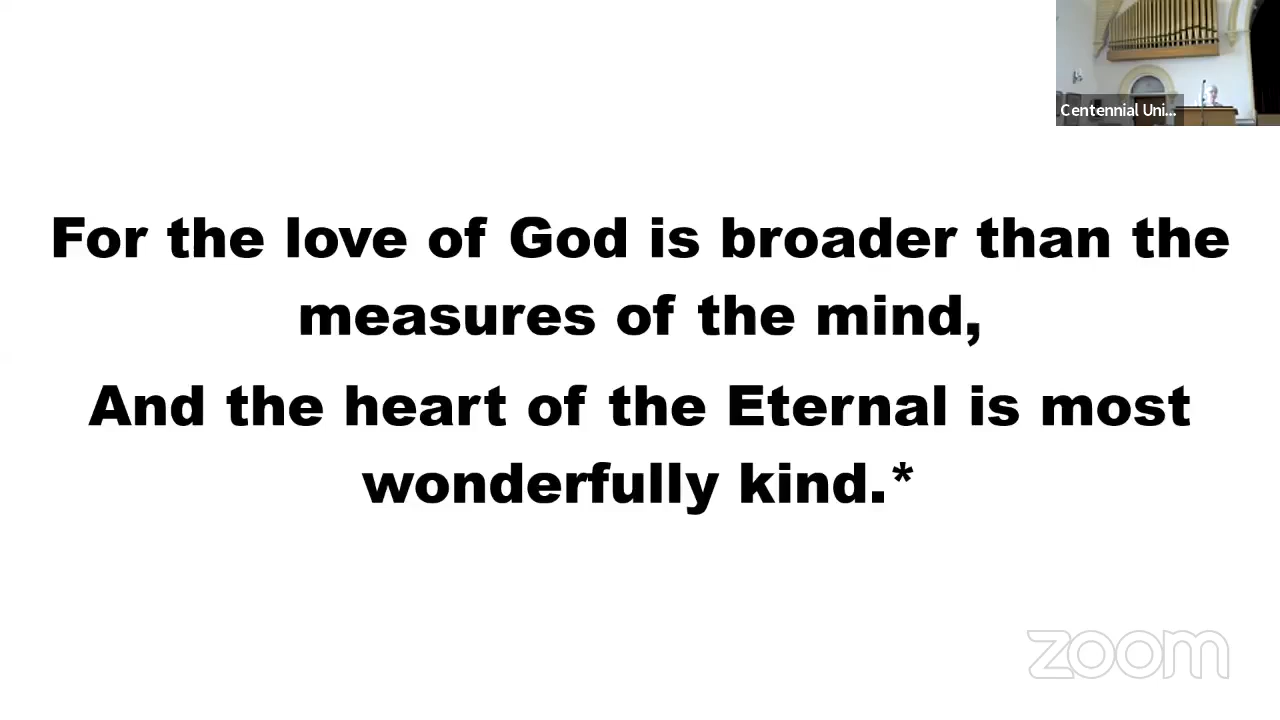 Centennial Uni...
For the love of God is broader than the
measures of the mind,
And the heart of the Eternal is most
wonderfully kind.*
zoom